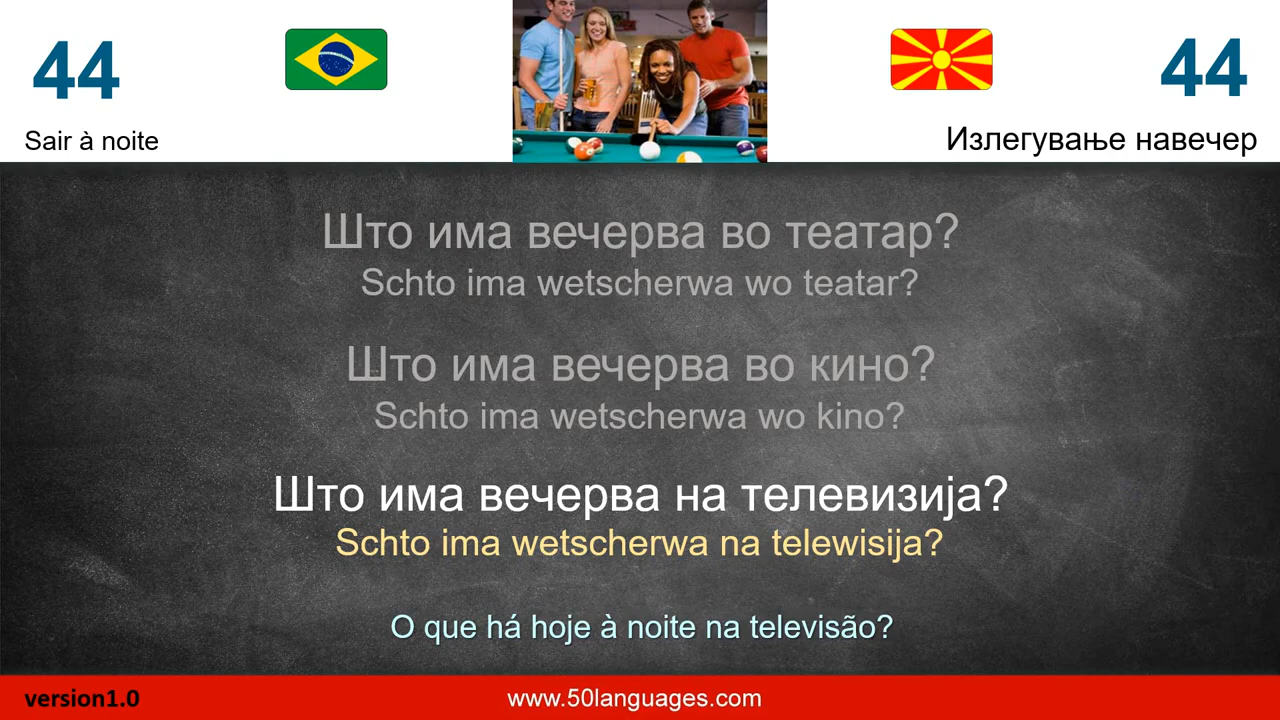 44
44
Sair à noite
Излегување навечер
Што има вечерва во театар?
Schto ima wetscherwa wo teatar?
Што има вечерва во кино?
Schto ima wetscherwa wo kino?
Што има вечерва на телевизија?
Schto ima wetscherwa na telewisija?
O que há hoje à noite na televisão?
version1.0
www.50languages.com